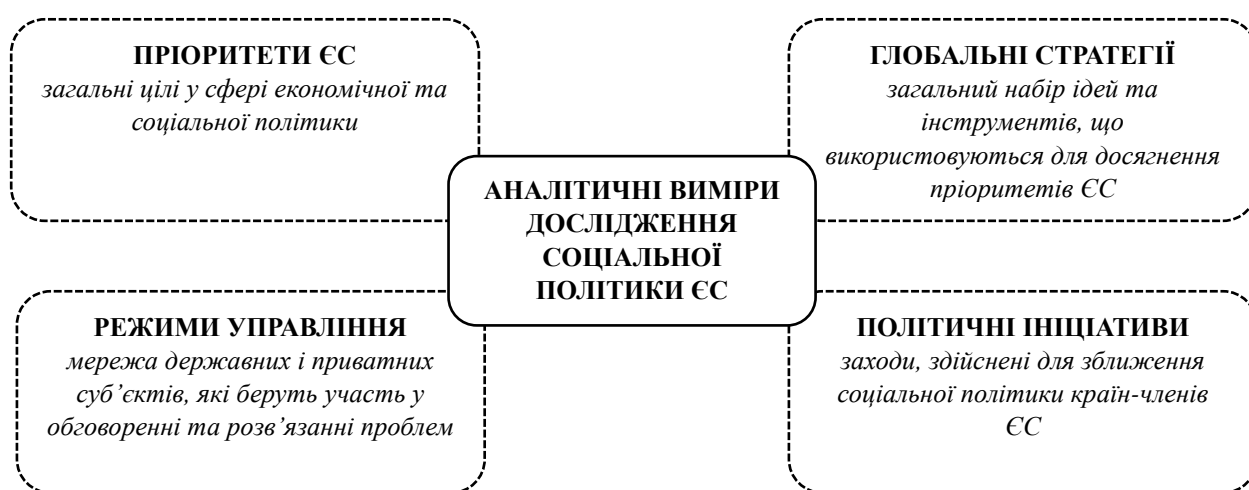 ПРІОРИТЕТИ ЄС
загальні цілі у сфері економічної та
соціальної політики
ГЛОБАЛЬНІ СТРАТЕГІЇ
загальний набір ідей та
інструментів, що
використовуються для досягнення
пріоритетів ЄС
АНАЛІТИЧНІ ВИМІРИ
ДОСЛІДЖЕННЯ
СОЦІАЛЬНОЇ
ПОЛІТИКИ ЄС
РЕЖИМИ УПРАВЛІННЯ
мережа державних і приватних
суб’єктів, які беруть участь у
обговоренні та розв’язанні проблем
ПОЛІТИЧНІ ІНІЦІАТИВИ
заходи, здійснені для зближення
соціальної політики країн-членів
ЄС